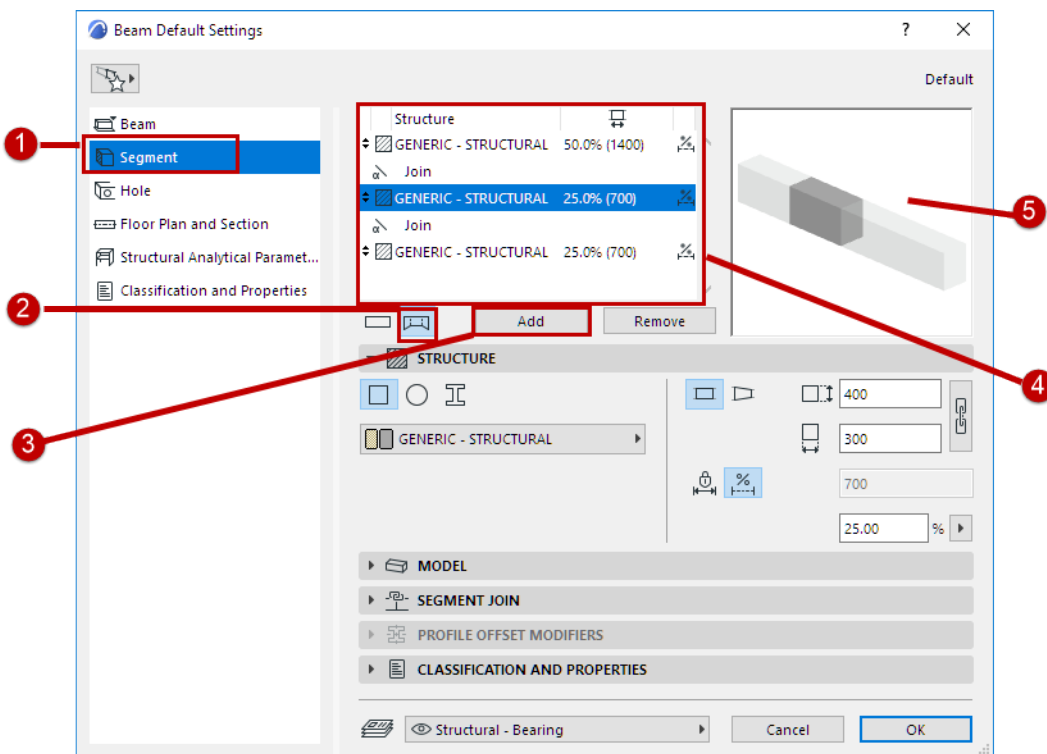 Beam Default Settings ?
Default
1
Beam
Segment
Hole
Floor Plan and Section
Structural Analytical Paramet...
Classification and Properties
Structure
GENERIC - STRUCTURAL 50.0% (1400)
Join
GENERIC - STRUCTURAL 25.0% (700)
Join
GENERIC - STRUCTURAL 25.0% (700)
5
2
Add Remove
4
3
STRUCTURE
400
GENERIC - STRUCTURAL
300
%
700
25.00 %
MODEL
SEGMENT JOIN
PROFILE OFFSET MODIFIERS
CLASSIFICATION AND PROPERTIES
Structural - Bearing Cancel OK